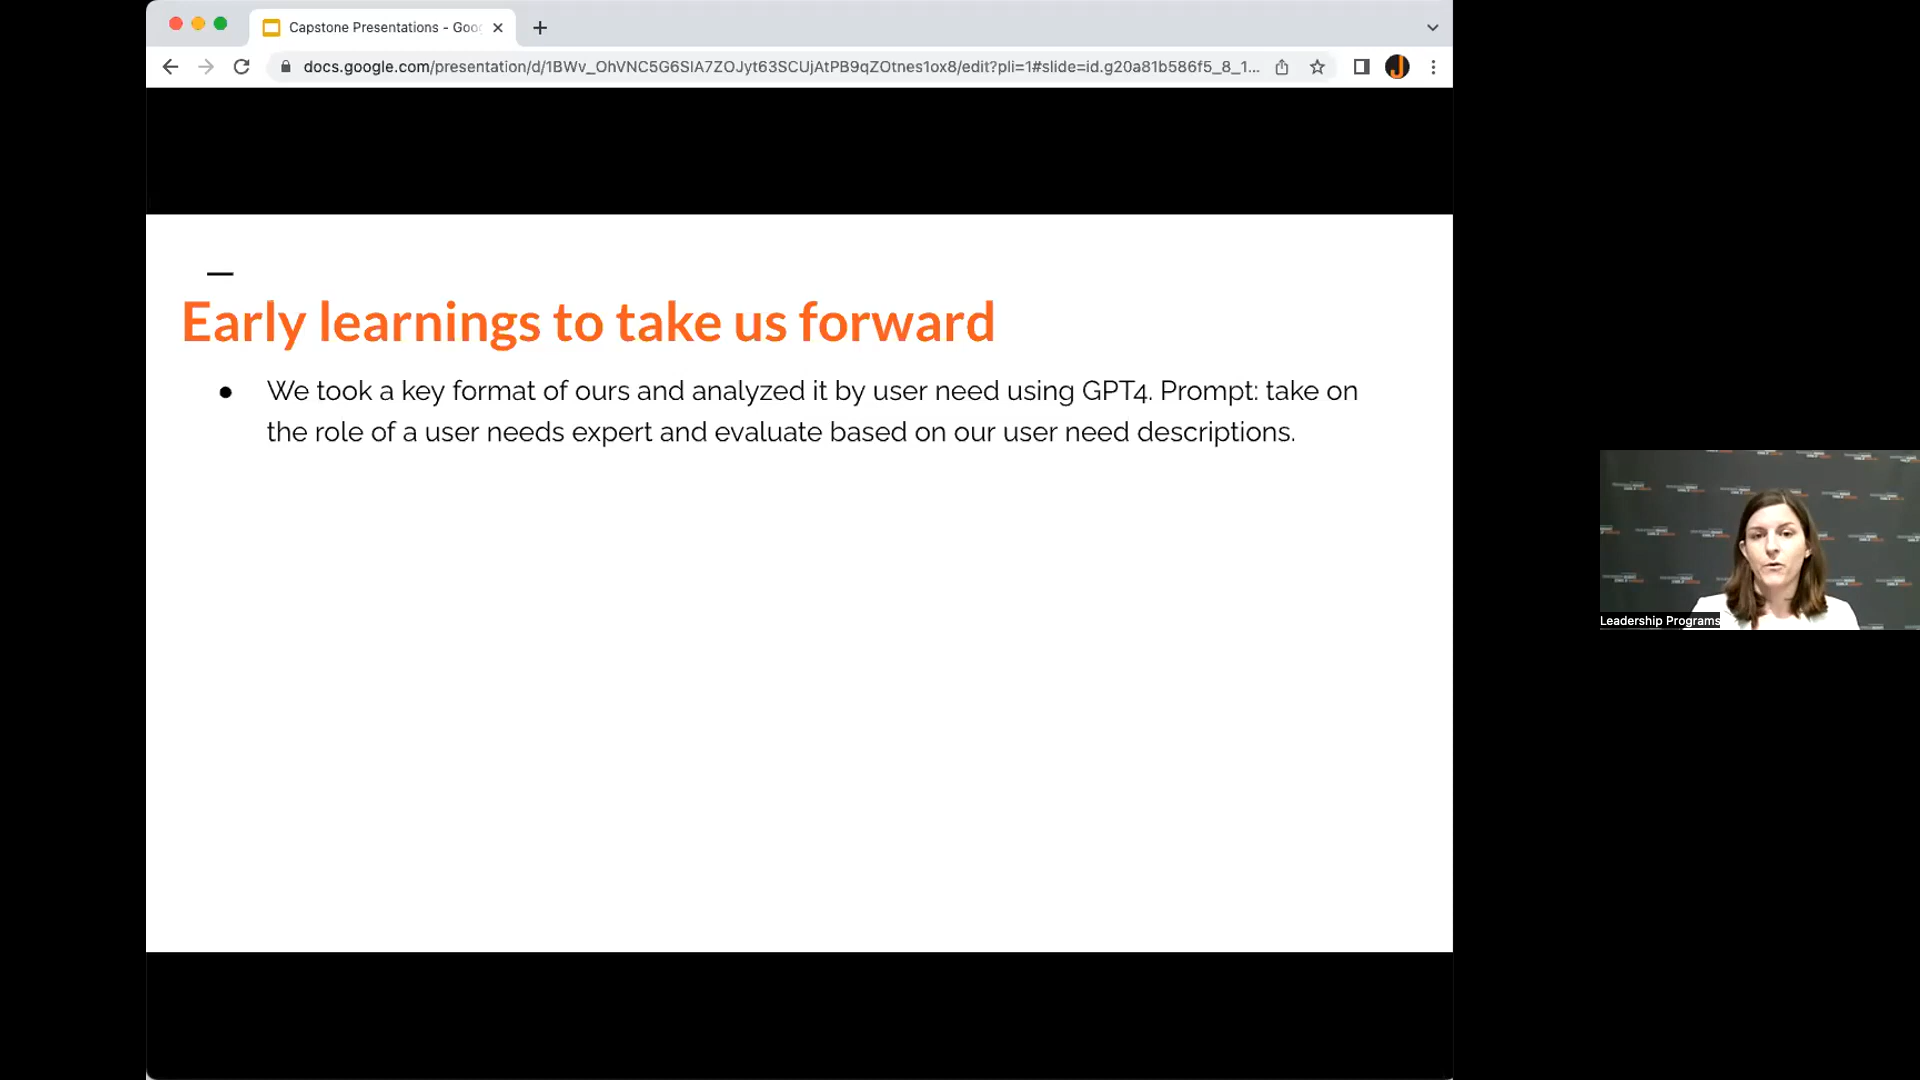 Capstone Presentations - Goo
docs.google.com/presentation/d/1BWv_OhVNC5G6SlA7ZOJyt63SCUjAtPB9qZOtnes1ox8/edit?pli=1#slide=id.g20a81b586f5_8_1...
Early learnings to take us forward
● We took a key format of ours and analyzed it by user need using GPT4. Prompt: take on
the role of a user needs expert and evaluate based on our user need descriptions.
Leadership Programs